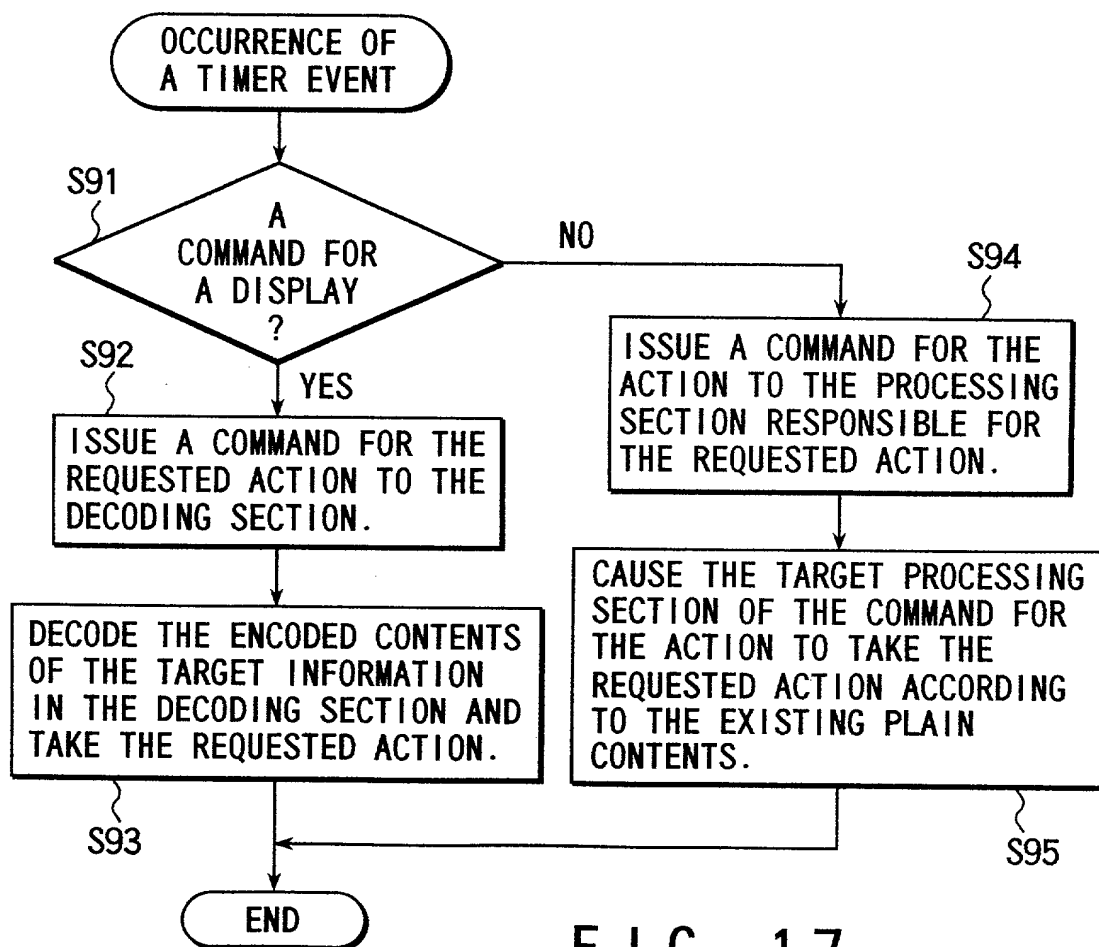 OCCURRENCE OF
A TIMER EVENT
S91
A
COMMAND FOR
A DISPLAY
?
NO
YES
S92
ISSUE A COMMAND FOR THE
REQUESTED ACTION TO THE
DECODING SECTION.
DECODE THE ENCODED CONTENTS
OF THE TARGET INFORMATION
IN THE DECODING SECTION AND
TAKE THE REQUESTED ACTION.
S93
S94
ISSUE A COMMAND FOR THE
ACTION TO THE PROCESSING
SECTION RESPONSIBLE FOR
THE REQUESTED ACTION.
CAUSE THE TARGET PROCESSING
SECTION OF THE COMMAND FOR
THE ACTION TO TAKE THE
REQUESTED ACTION ACCORDING
TO THE EXISTING PLAIN
CONTENTS.
S95
END
FIG. 17